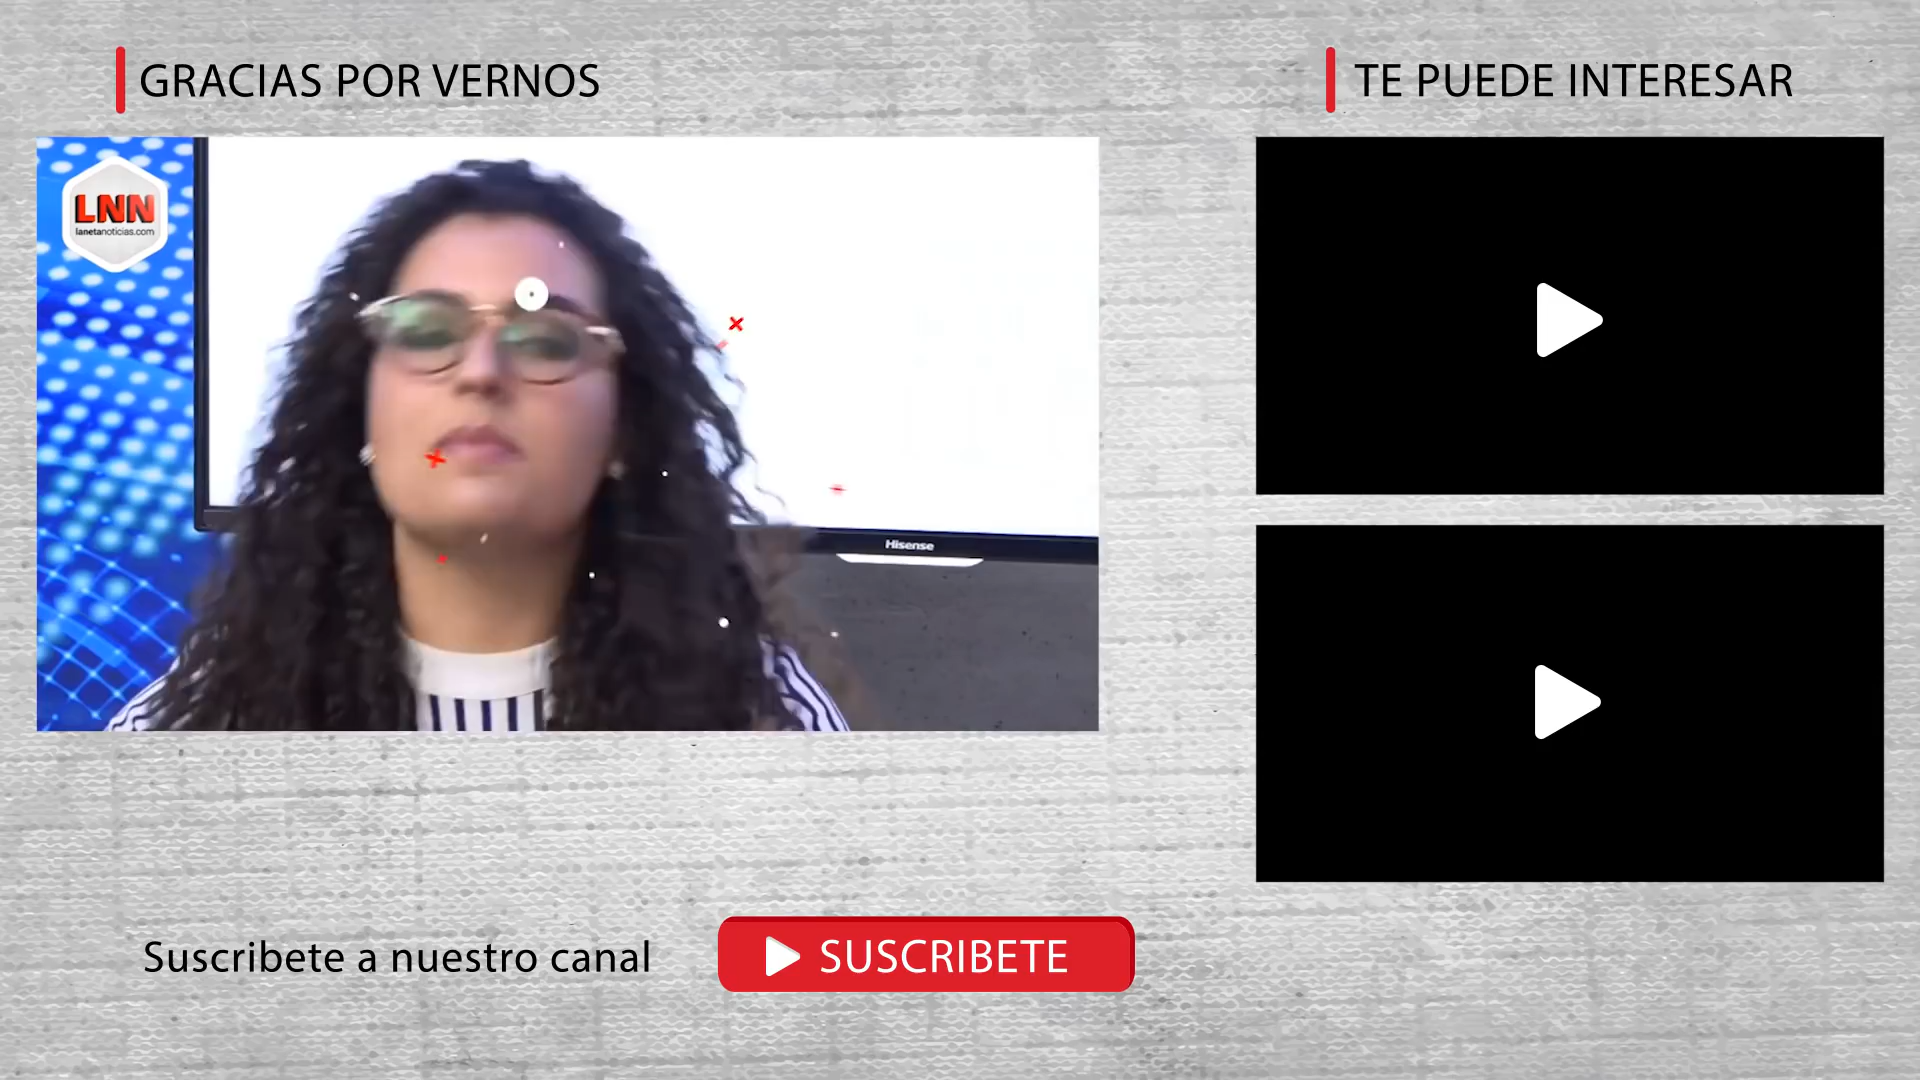 GRACIAS POR VERNOS
TE PUEDE INTERESAR
LNN
lanetanoticias.com
Hisense
Suscribete a nuestro canal
SUSCRIBETE